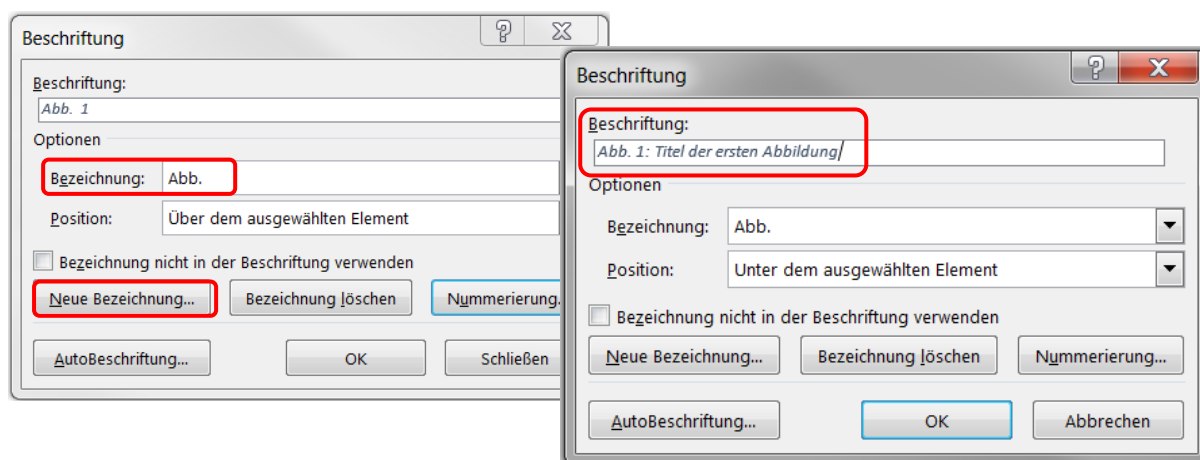 Beschriftung
Beschriftung:
Abb. 1
Optionen
Bezeichnung: Abb.
Position: Über dem ausgewählten Element
Bezeichnung nicht in der Beschriftung verwenden
Neue Bezeichnung... Bezeichnung löschen Nummerierung.
AutoBeschriftung... OK Schließen
Beschriftung
Beschriftung:
Abb. 1: Titel der ersten Abbildung
Optionen
Bezeichnung: Abb.
Position: Unter dem ausgewählten Element
Bezeichnung nicht in der Beschriftung verwenden
Neue Bezeichnung... Bezeichnung löschen Nummerierung...
AutoBeschriftung... OK Abbrechen